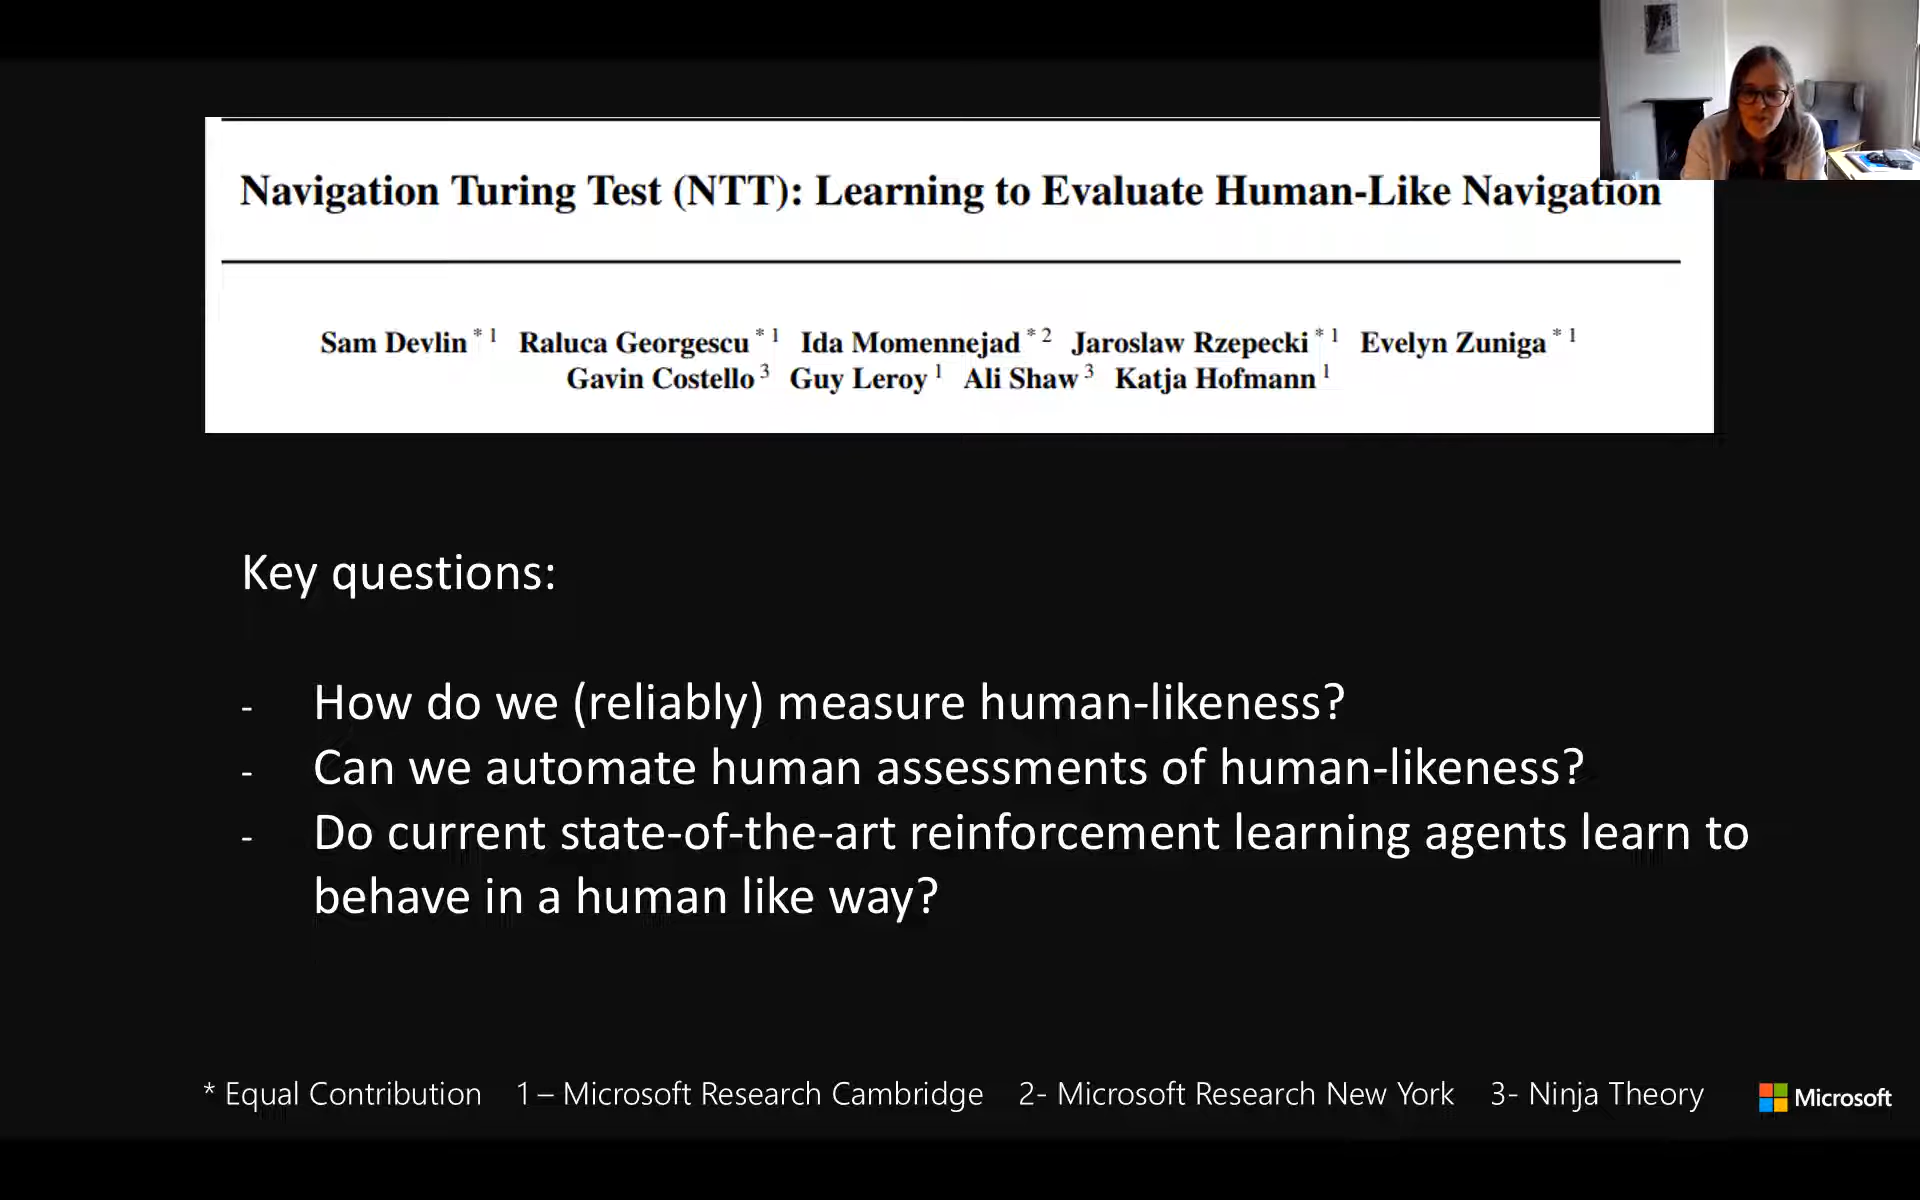 Navigation Turing Test (NTT): Learning to Evaluate Human-Like Navigation
Sam Devlin * 1 Raluca Georgescu * 1 Ida Momennejad * 2 Jaroslaw Rzepecki * 1 Evelyn Zuniga * 1
Gavin Costello 3 Guy Leroy 1 Ali Shaw 3 Katja Hofmann 1
Key questions:
- How do we (reliably) measure human-likeness?
- Can we automate human assessments of human-likeness?
- Do current state-of-the-art reinforcement learning agents learn to
behave in a human like way?
* Equal Contribution 1 – Microsoft Research Cambridge 2- Microsoft Research New York 3- Ninja Theory Microsoft